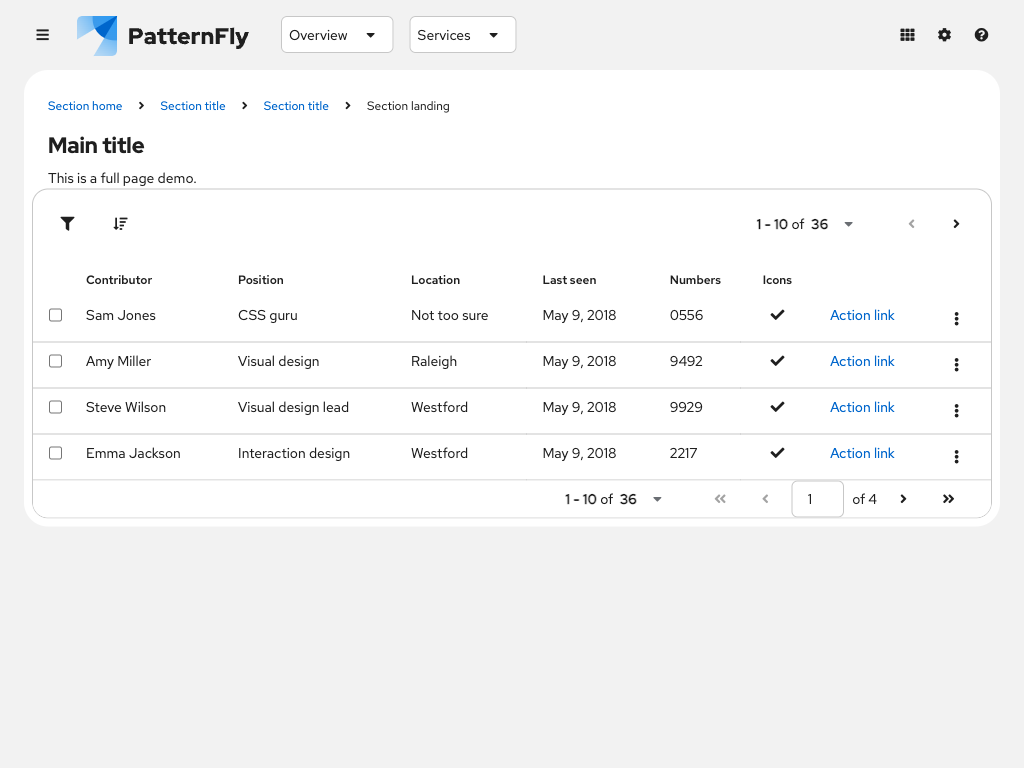 PatternFly Overview Services
Section home Section title Section title Section landing
Main title
This is a full page demo.
1 - 10 of 36
Contributor Position Location Last seen Numbers Icons
Sam Jones CSS guru Not too sure May 9, 2018 0556 Action link
Amy Miller Visual design Raleigh May 9, 2018 9492 Action link
Steve Wilson Visual design lead Westford May 9, 2018 9929 Action link
Emma Jackson Interaction design Westford May 9, 2018 2217 Action link
1 - 10 of 36 1 of 4